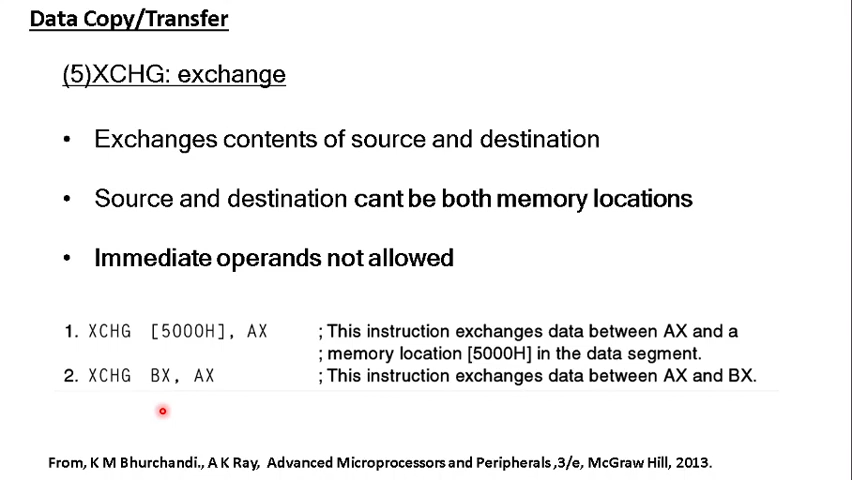 Data Copy/Transfer
(5)XCHG: exchange
• Exchanges contents of source and destination
• Source and destination cant be both memory locations
• Immediate operands not allowed
1. XCHG [5000H], AX ; This instruction exchanges data between AX and a
; memory location [5000H] in the data segment.
2. XCHG BX, AX ; This instruction exchanges data between AX and BX.
From, K M Bhurchandi., A K Ray, Advanced Microprocessors and Peripherals ,3/e, McGraw Hill, 2013.